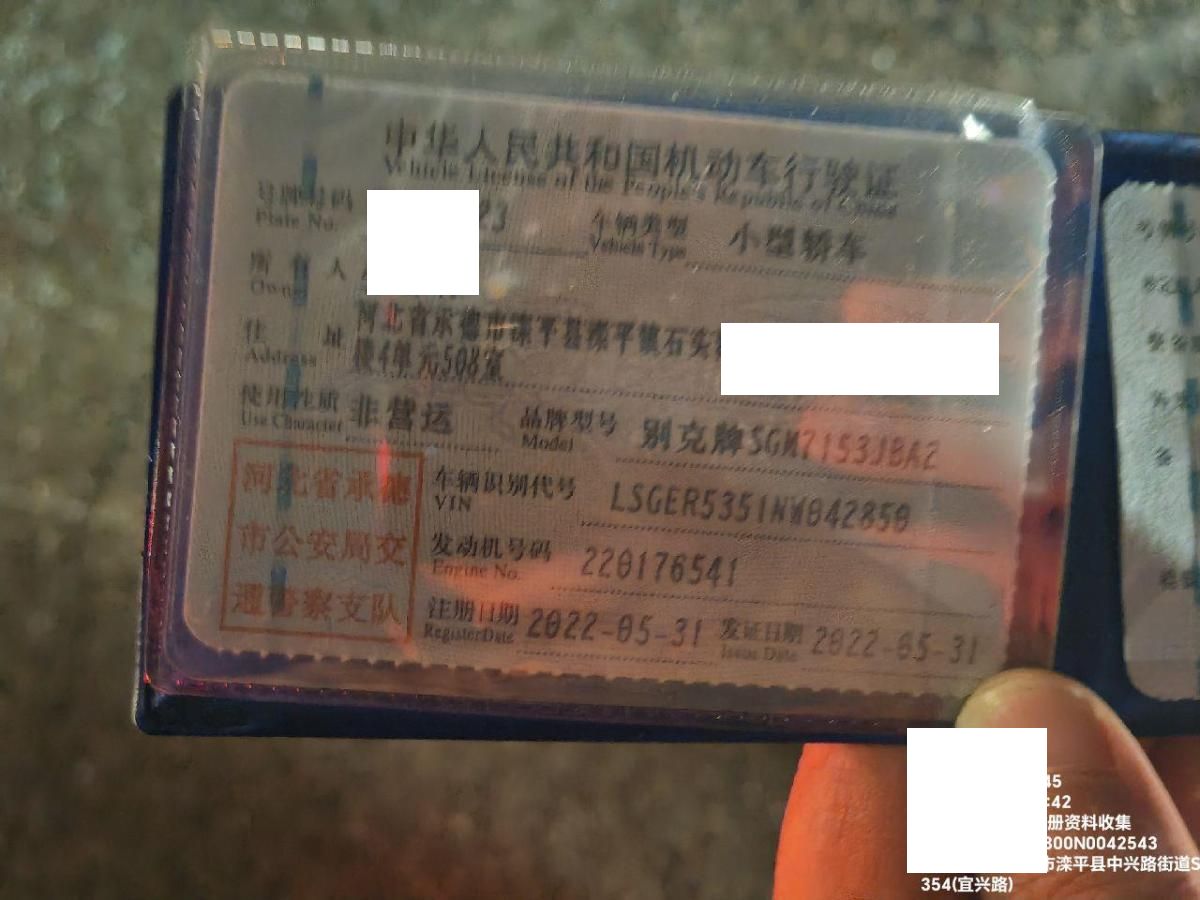 中华人民共和国机动车行驶证
Vehicle License of the People's Republic of China
号牌号码 23 车辆类型 小型轿车
Plate No. Vehicle Type
所有人
Owner
住址 河北省承德市滦平县滦平镇石实
Address 楼4单元508室
使用性质 非营运 品牌型号 别克牌SGM7153JBA2
Use Character Model
河北省承德
市公安局交
通警察支队
车辆识别代号 LSGER5351NW042850
VIN
发动机号码 220176541
Engine No.
注册日期 2022-05-31 发证日期 2022-05-31
Register Date Issue Date
45
:42
册资料收集
300N0042543
市滦平县中兴路街道S
354(宜兴路)